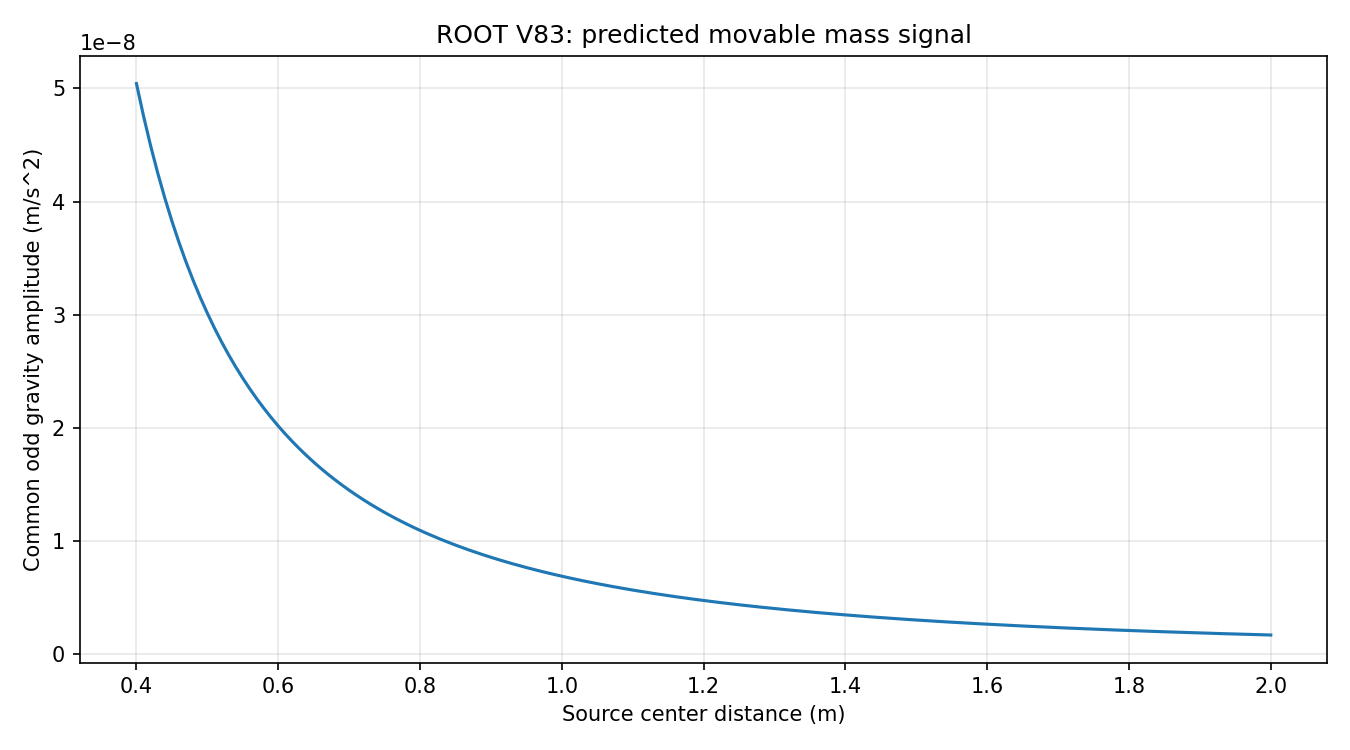 ROOT V83: predicted movable mass signal
1e−8
5
4
3
2
1
0
Common odd gravity amplitude (m/s^2)
0.4 0.6 0.8 1.0 1.2 1.4 1.6 1.8 2.0
Source center distance (m)